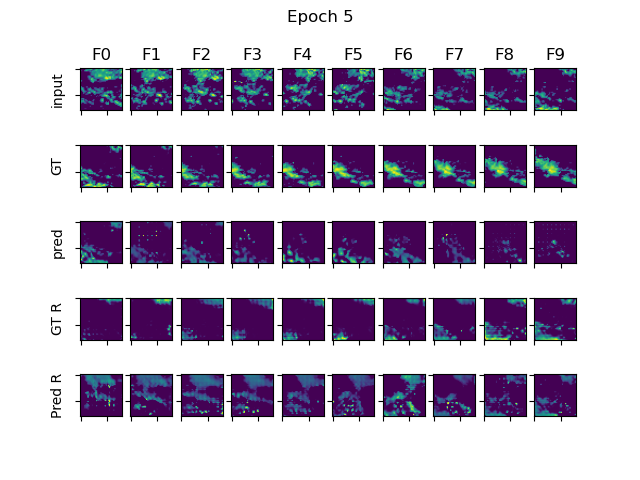 Epoch 5
F0 F1 F2 F3 F4 F5 F6 F7 F8 F9
input
GT
pred
GT R
Pred R